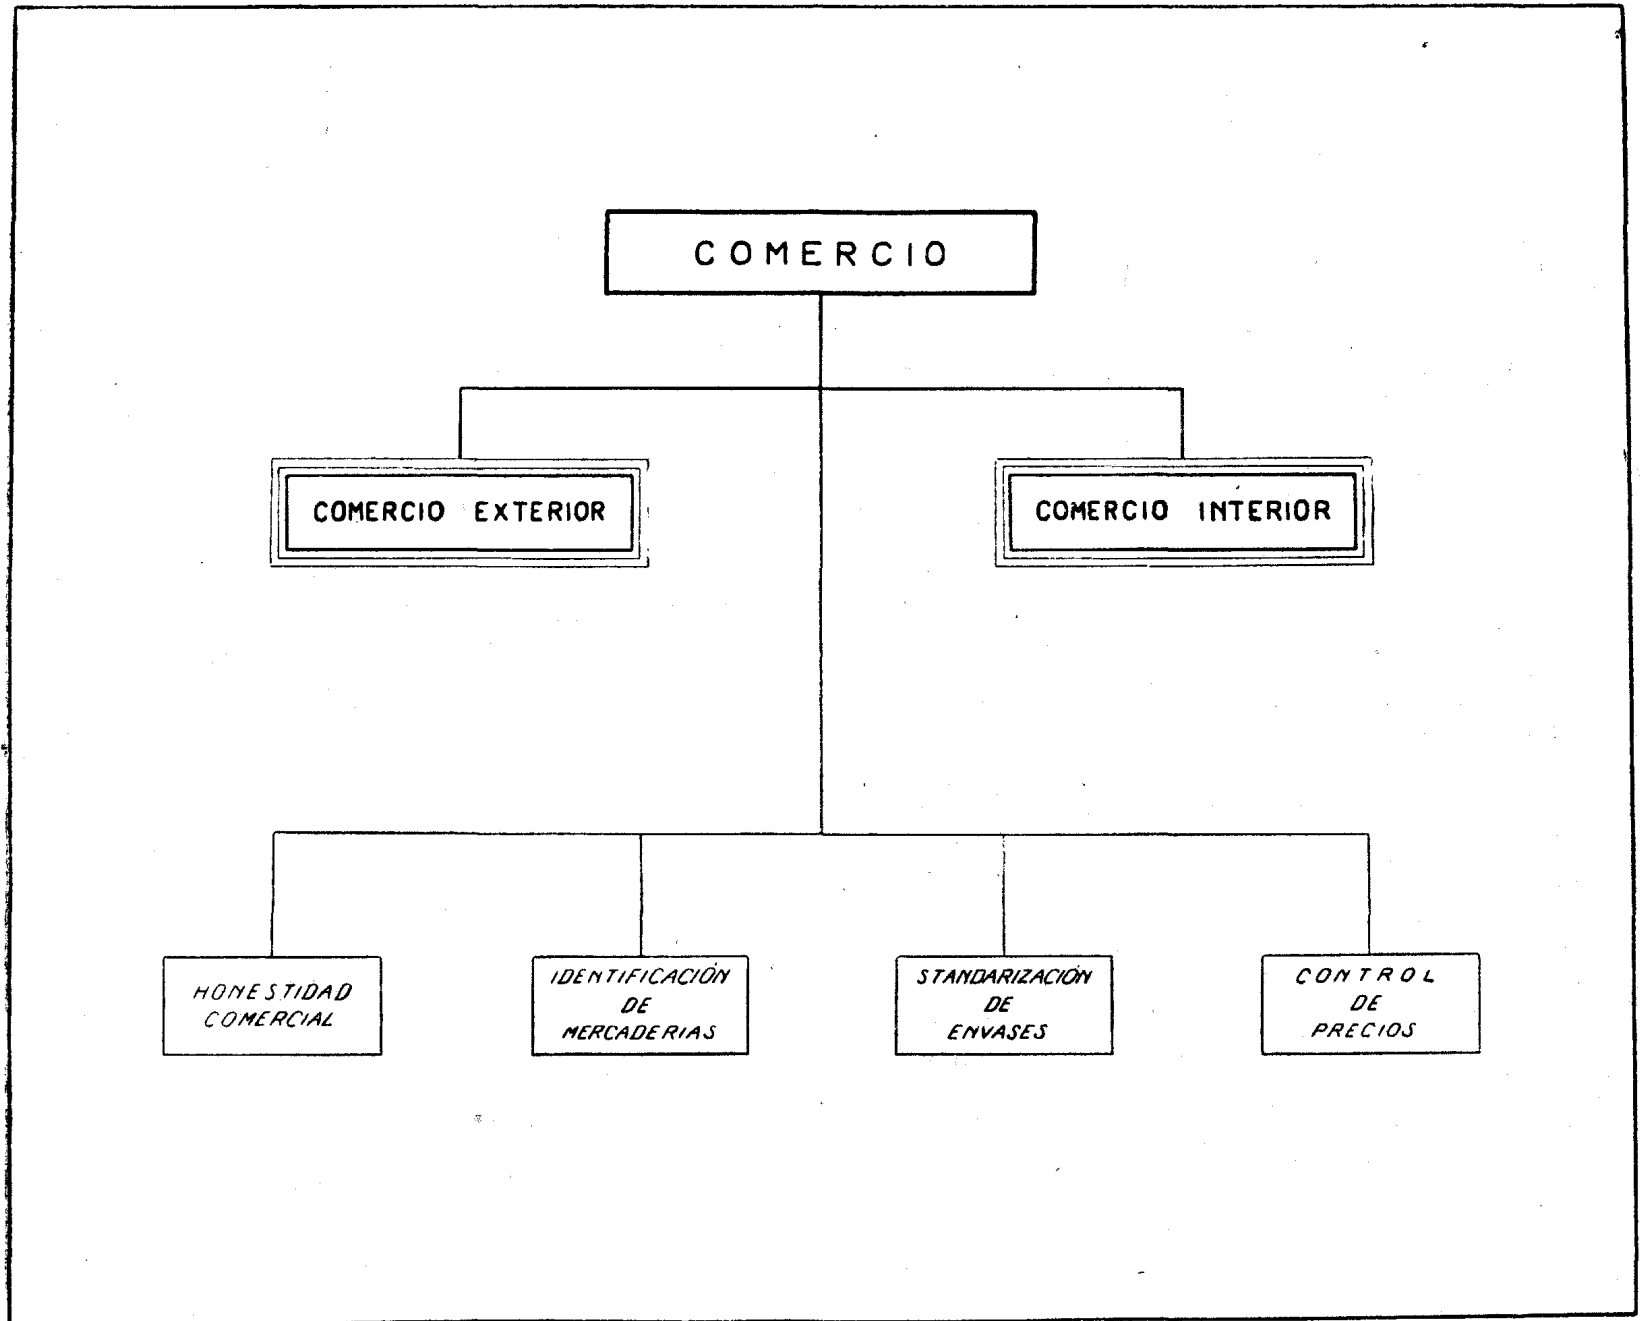 COMERCIO
COMERCIO EXTERIOR
COMERCIO INTERIOR
HONESTIDAD
COMERCIAL
IDENTIFICACIÓN
DE
MERCADERIAS
STANDARIZACIÓN
DE
ENVASES
CONTROL
DE
PRECIOS